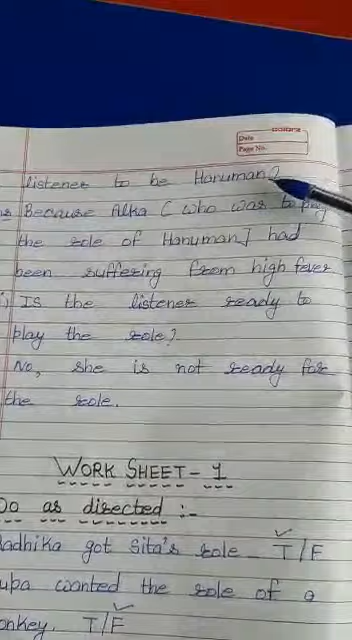 Date
Page No.
listener to be Hanuman?
Because Alka ( who was to play
the role of Hanuman] had
been suffering from high fever
Is the listener ready to
play the role?
No, she is not ready for
the role.
WORK SHEET - 1
Do as directed :-
Radhika got Sita's role - T/F
wanted the role of a
T/F